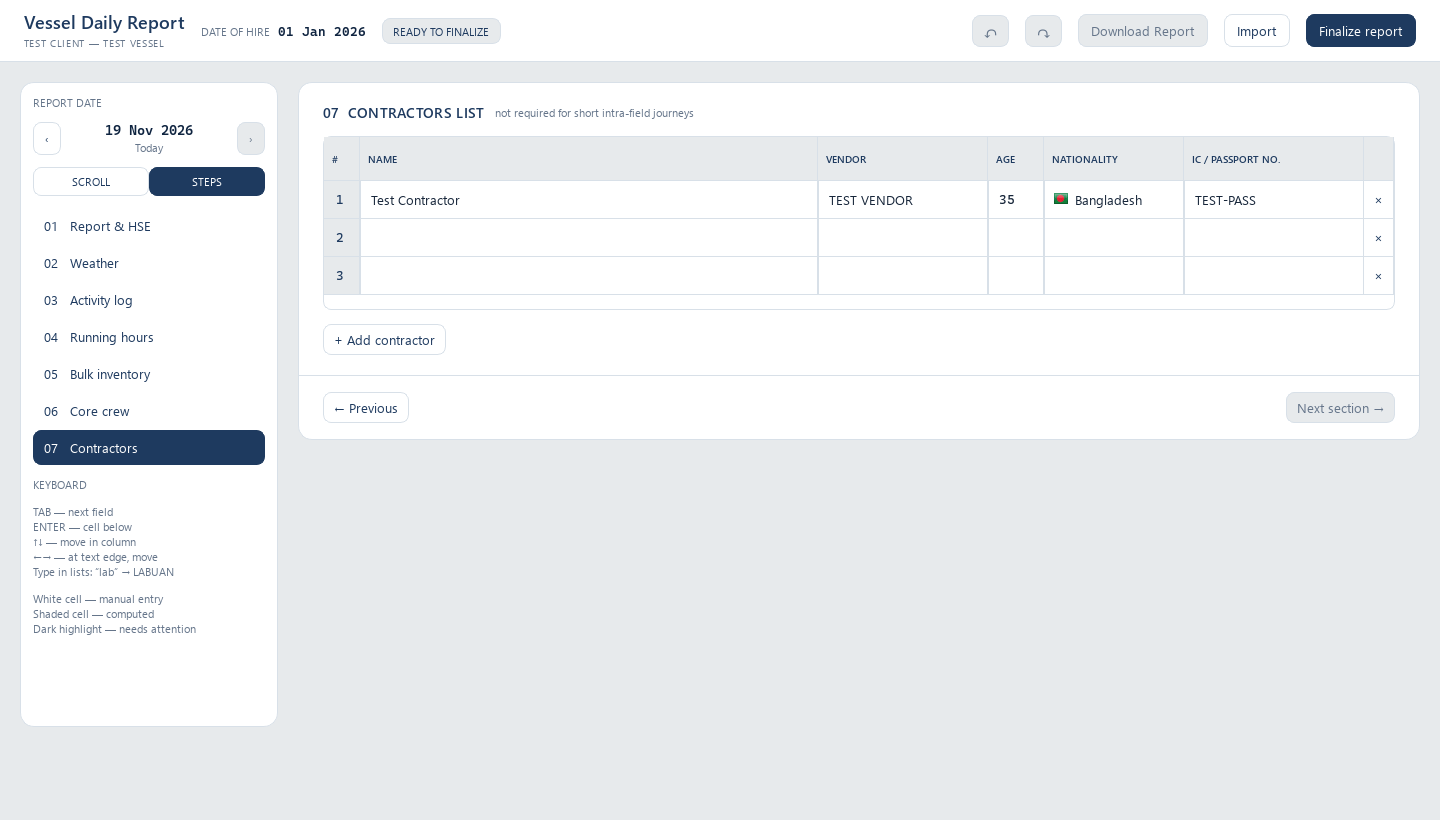 Vessel Daily Report
TEST CLIENT — TEST VESSEL
DATE OF HIRE 01 Jan 2026
READY TO FINALIZE
Download Report
Import
Finalize report
REPORT DATE
‹ 19 Nov 2026 ›
Today
SCROLL STEPS
01 Report & HSE
02 Weather
03 Activity log
04 Running hours
05 Bulk inventory
06 Core crew
07 Contractors
KEYBOARD
TAB — next field
ENTER — cell below
↑↓ — move in column
←→ — at text edge, move
Type in lists: "lab" → LABUAN
White cell — manual entry
Shaded cell — computed
Dark highlight — needs attention
07 CONTRACTORS LIST not required for short intra-field journeys
# NAME VENDOR AGE NATIONALITY IC / PASSPORT NO.
1 Test Contractor TEST VENDOR 35 Bangladesh TEST-PASS ×
2 ×
3 ×
+ Add contractor
← Previous
Next section →